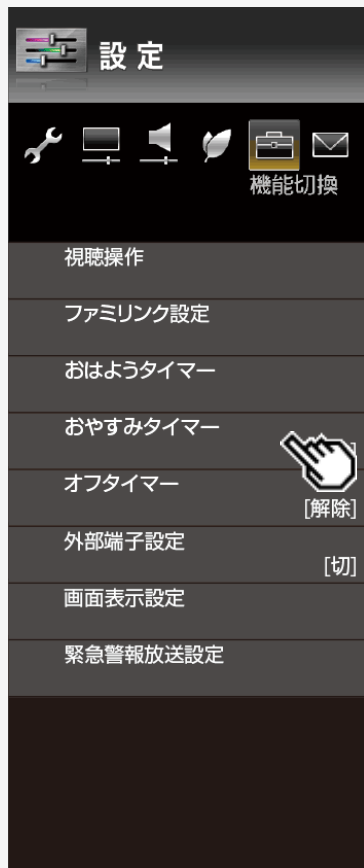 設定
機能切換
視聴操作
ファミリンク設定
おはようタイマー
おやすみタイマー
]
オフタイマー
[解除]
外部端子設定
[切]
画面表示設定
緊急警報放送設定